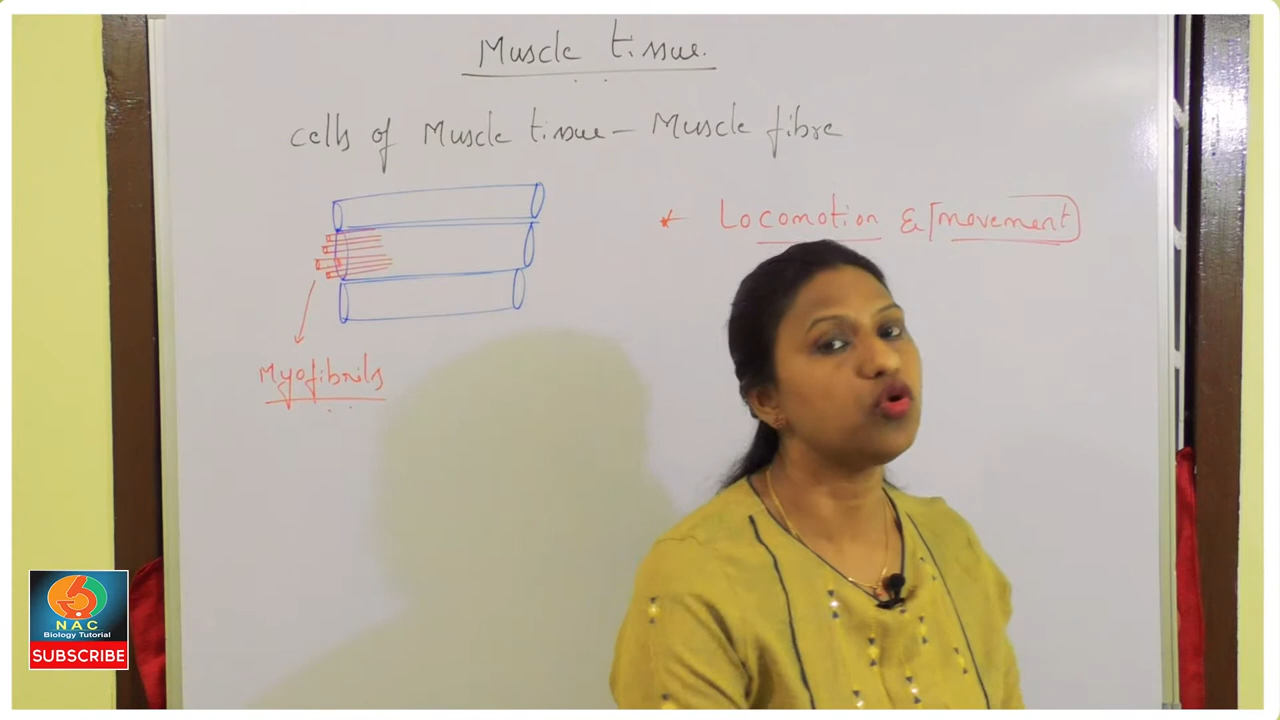 Muscle tissue.
cells of Muscle tissue - Muscle fibre
* Locomotion & movement
Myofibrils
NAC
Biology Tutorial
SUBSCRIBE